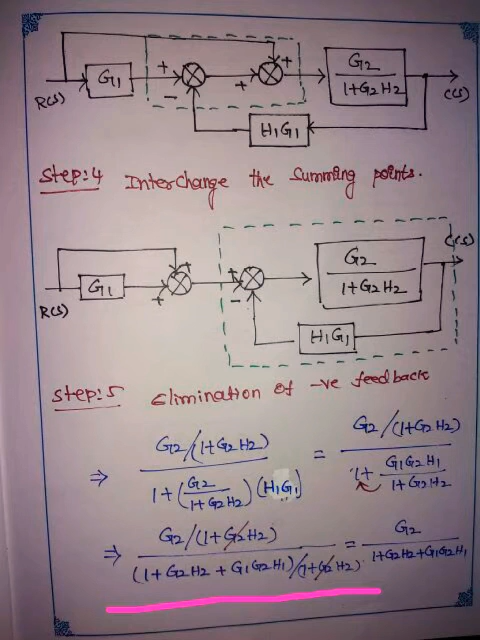 G₂
G₁ + + + 1+G₂H₂
R(S) − C(S)
H₁G₁
Step:4 Interchange the Summing points.
C(S)
+ + G₂
G₁ + − 1+G₂H₂
R(S)
H₁G₁
Step:5 Elimination of -ve feedback
⇒ G₂/(1+G₂H₂) / 1+(G₂/1+G₂H₂)(H₁G₁) = G₂/(1+G₂H₂) / 1+ G₁G₂H₁/1+G₂H₂
⇒ G₂/(1+G₂H₂) / (1+G₂H₂+G₁G₂H₁)/(1+G₂H₂) = G₂ / 1+G₂H₂+G₁G₂H₁